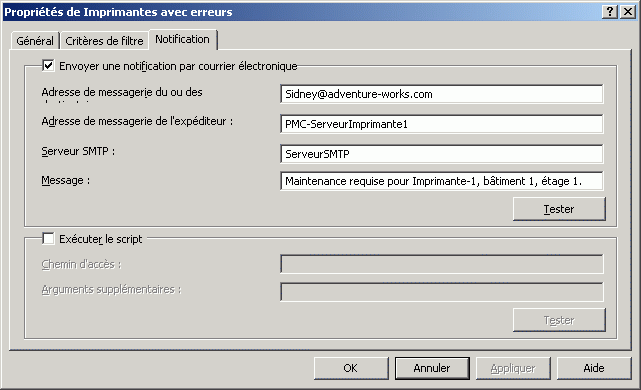 Propriétés de Imprimantes avec erreurs
Général
Critères de filtre
Notification
Envoyer une notification par courrier électronique
Adresse de messagerie du ou des
Sidney@adventure-works.com
Adresse de messagerie de l'expéditeur :
PMC-ServeurImprimante1
Serveur SMTP :
ServeurSMTP
Message :
Maintenance requise pour Imprimante-1, bâtiment 1, étage 1.
Tester
Exécuter le script
Chemin d'accès :
Arguments supplémentaires :
Tester
OK
Annuler
Appliquer
Aide